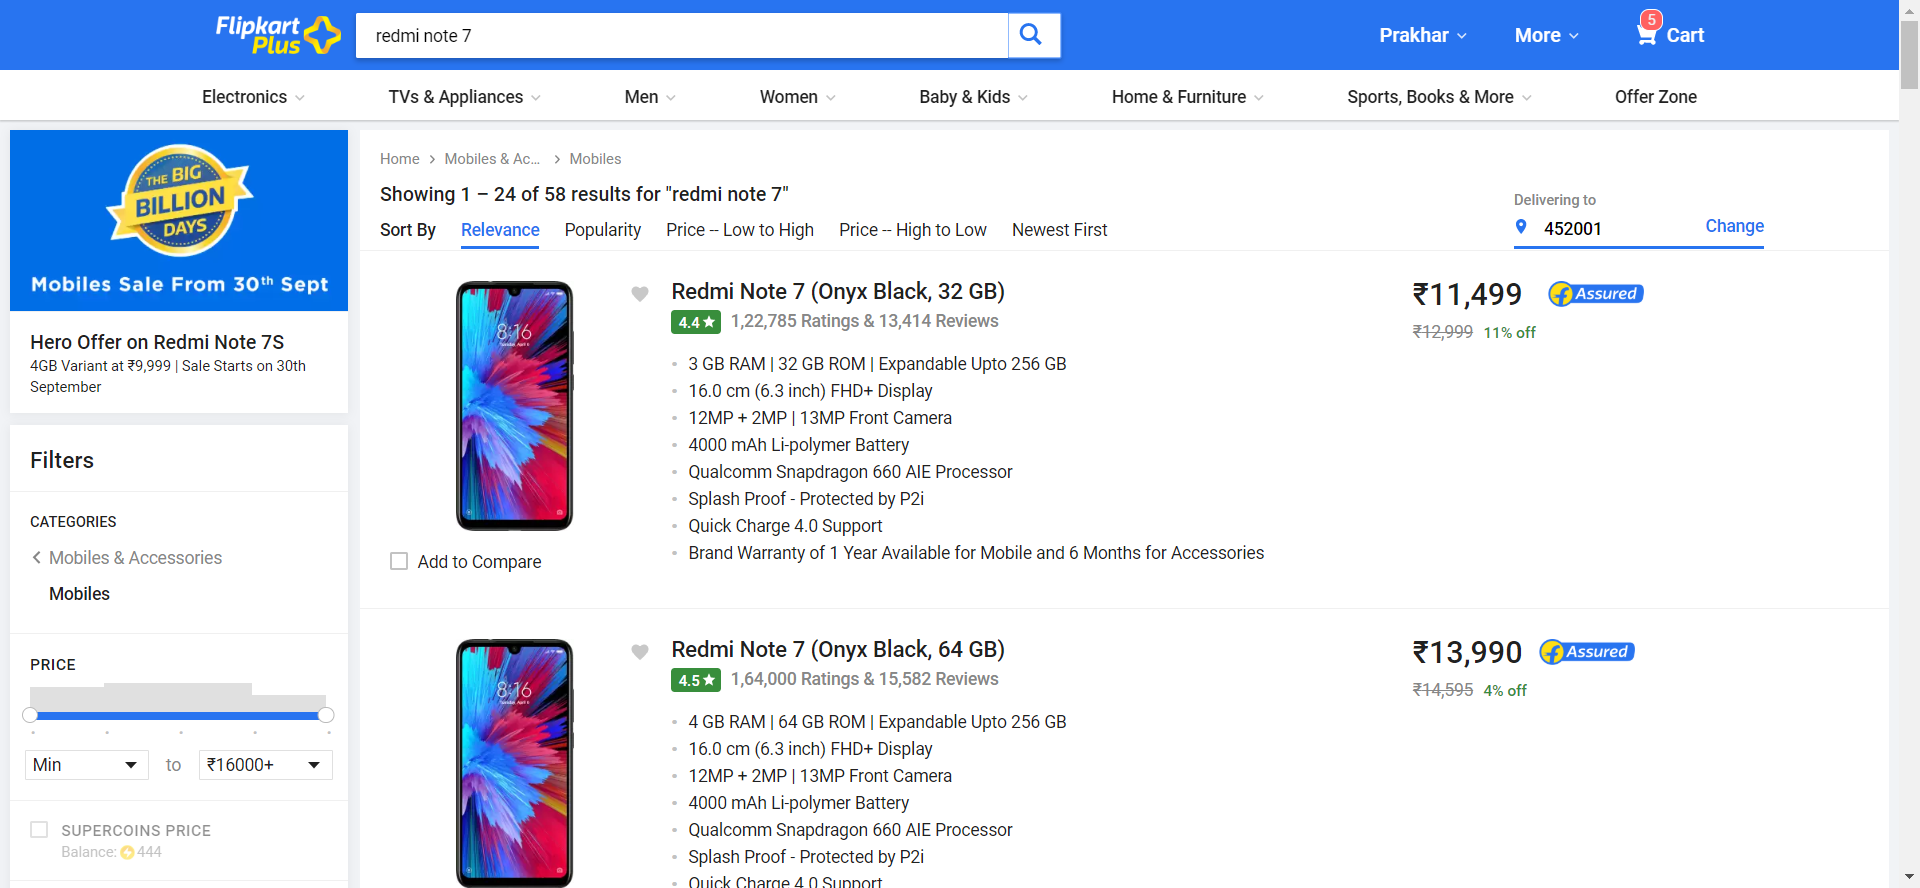 Flipkart
Plus
redmi note 7
Prakhar
More
5
Cart
Electronics
TVs & Appliances
Men
Women
Baby & Kids
Home & Furniture
Sports, Books & More
Offer Zone
THE BIG
BILLION
DAYS
Mobiles Sale From 30th Sept
Hero Offer on Redmi Note 7S
4GB Variant at ₹9,999 | Sale Starts on 30th
September
Filters
CATEGORIES
Mobiles & Accessories
Mobiles
PRICE
Min
to
₹16000+
SUPERCOINS PRICE
Balance: 444
Home
Mobiles & Ac...
Mobiles
Showing 1 – 24 of 58 results for "redmi note 7"
Sort By
Relevance
Popularity
Price -- Low to High
Price -- High to Low
Newest First
Delivering to
452001
Change
8:16
Add to Compare
Redmi Note 7 (Onyx Black, 32 GB)
4.4
1,22,785 Ratings & 13,414 Reviews
3 GB RAM | 32 GB ROM | Expandable Upto 256 GB
16.0 cm (6.3 inch) FHD+ Display
12MP + 2MP | 13MP Front Camera
4000 mAh Li-polymer Battery
Qualcomm Snapdragon 660 AIE Processor
Splash Proof - Protected by P2i
Quick Charge 4.0 Support
Brand Warranty of 1 Year Available for Mobile and 6 Months for Accessories
₹11,499
Assured
₹12,999 11% off
8:16
Redmi Note 7 (Onyx Black, 64 GB)
4.5
1,64,000 Ratings & 15,582 Reviews
4 GB RAM | 64 GB ROM | Expandable Upto 256 GB
16.0 cm (6.3 inch) FHD+ Display
12MP + 2MP | 13MP Front Camera
4000 mAh Li-polymer Battery
Qualcomm Snapdragon 660 AIE Processor
Splash Proof - Protected by P2i
Quick Charge 4.0 Support
₹13,990
Assured
₹14,595 4% off